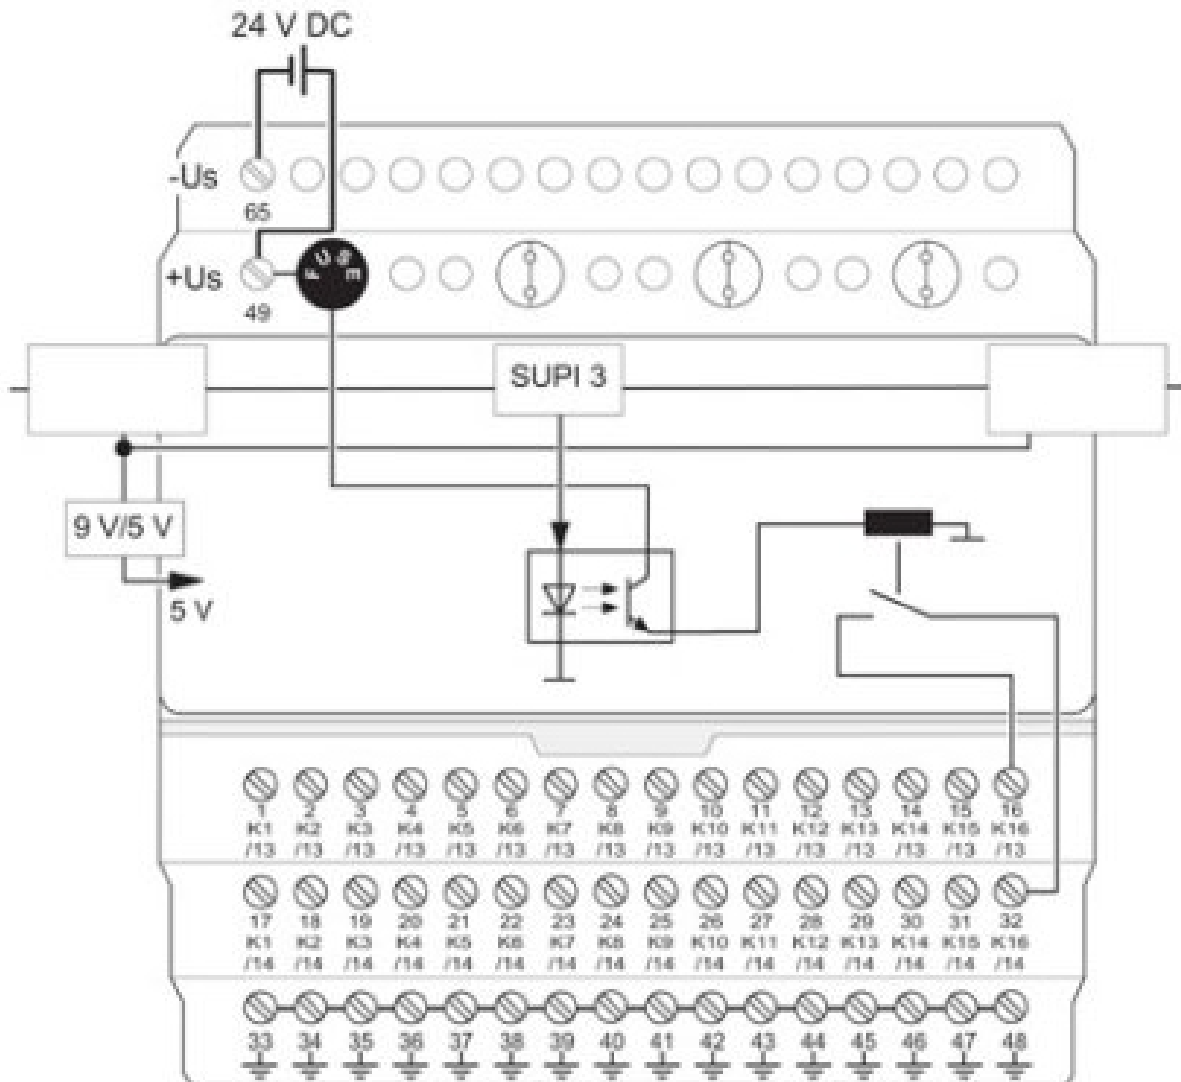 24 V DC
-Us
65
FUSE
+Us
49
SUPI 3
9 V/5 V
5 V
1 2 3 4 5 6 7 8 9 10 11 12 13 14 15 16
K1 K2 K3 K4 K5 K6 K7 K8 K9 K10 K11 K12 K13 K14 K15 K16
/13 /13 /13 /13 /13 /13 /13 /13 /13 /13 /13 /13 /13 /13 /13 /13
17 18 19 20 21 22 23 24 25 26 27 28 29 30 31 32
K1 K2 K3 K4 K5 K6 K7 K8 K9 K10 K11 K12 K13 K14 K15 K16
/14 /14 /14 /14 /14 /14 /14 /14 /14 /14 /14 /14 /14 /14 /14 /14
33 34 35 36 37 38 39 40 41 42 43 44 45 46 47 48